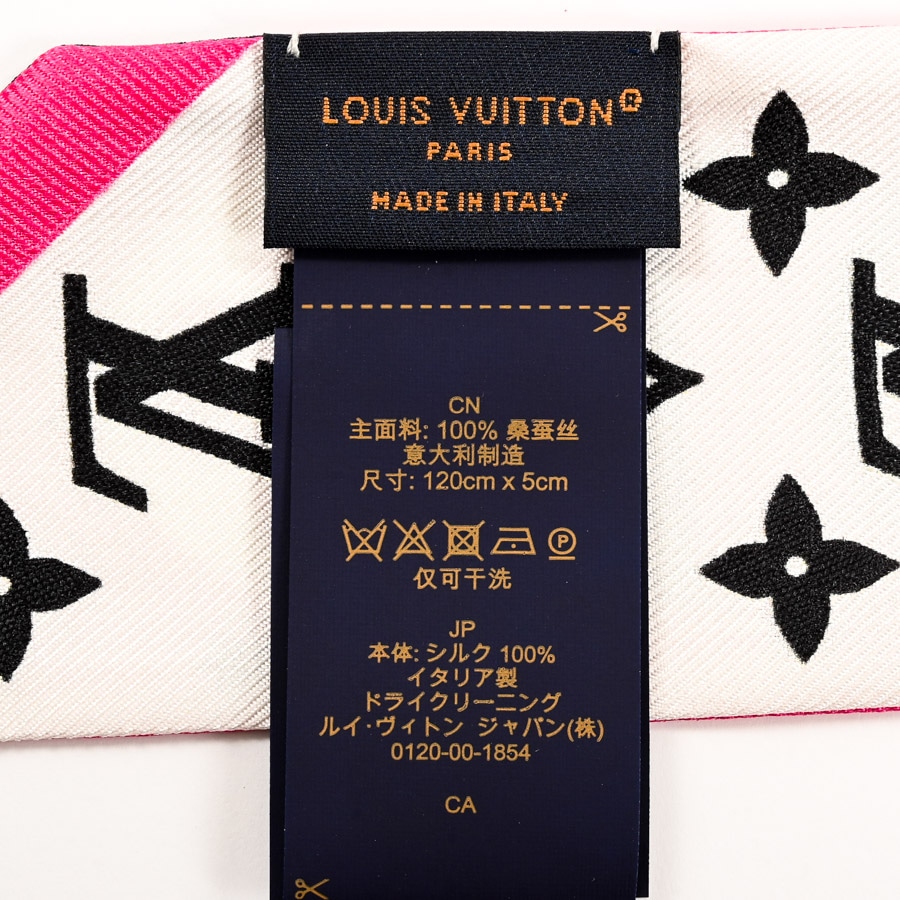 LOUIS VUITTON®
PARIS
MADE IN ITALY
CN
主面料: 100% 桑蚕丝
意大利制造
尺寸: 120cm x 5cm
P
仅可干洗
JP
本体: シルク 100%
イタリア製
ドライクリーニング
ルイ·ヴィトン ジャパン(株)
0120-00-1854
CA